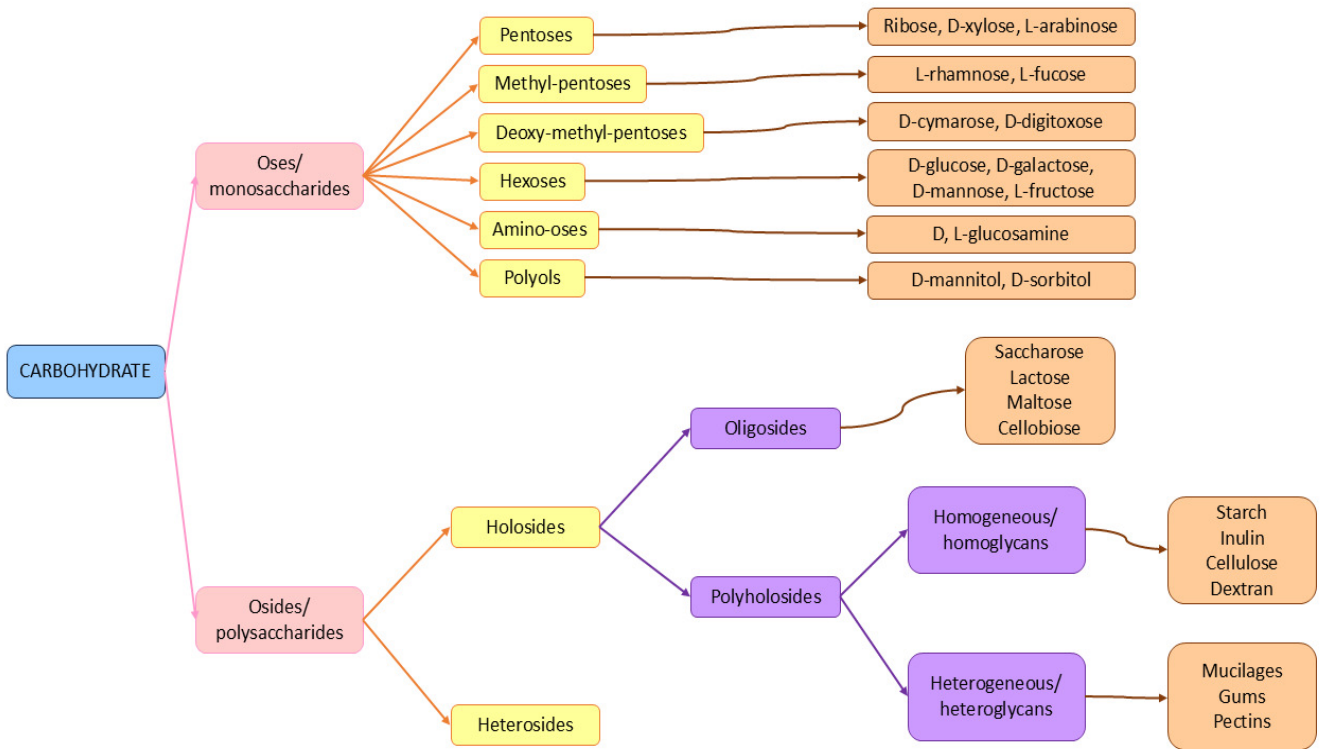 Pentoses
Ribose, D-xylose, L-arabinose
Methyl-pentoses
L-rhamnose, L-fucose
Deoxy-methyl-pentoses
D-cymarose, D-digitoxose
Oses/
monosaccharides
Hexoses
D-glucose, D-galactose,
D-mannose, L-fructose
Amino-oses
D, L-glucosamine
Polyols
D-mannitol, D-sorbitol
CARBOHYDRATE
Saccharose
Lactose
Maltose
Cellobiose
Oligosides
Holosides
Homogeneous/
homoglycans
Starch
Inulin
Cellulose
Dextran
Polyholosides
Osides/
polysaccharides
Heterogeneous/
heteroglycans
Mucilages
Gums
Pectins
Heterosides